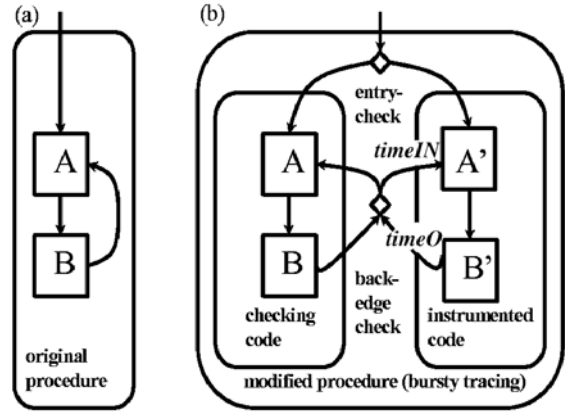 (a)
A
B
original
procedure
(b)
entry-
check
A
timeIN
A’
timeO
B
B’
back-
edge
check
checking
code
instrumented
code
modified procedure (bursty tracing)